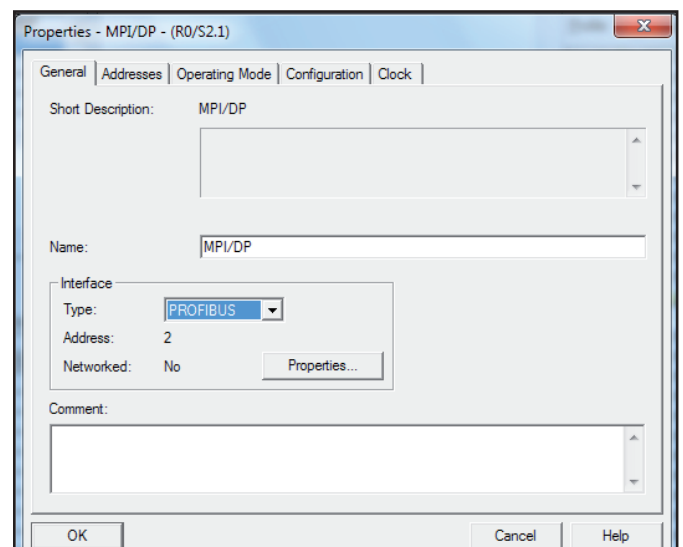 Properties - MPI/DP - (R0/S2.1)
General Addresses Operating Mode Configuration Clock
Short Description: MPI/DP
Name: MPI/DP
Interface
Type: PROFIBUS
Address: 2
Networked: No Properties...
Comment:
OK Cancel Help